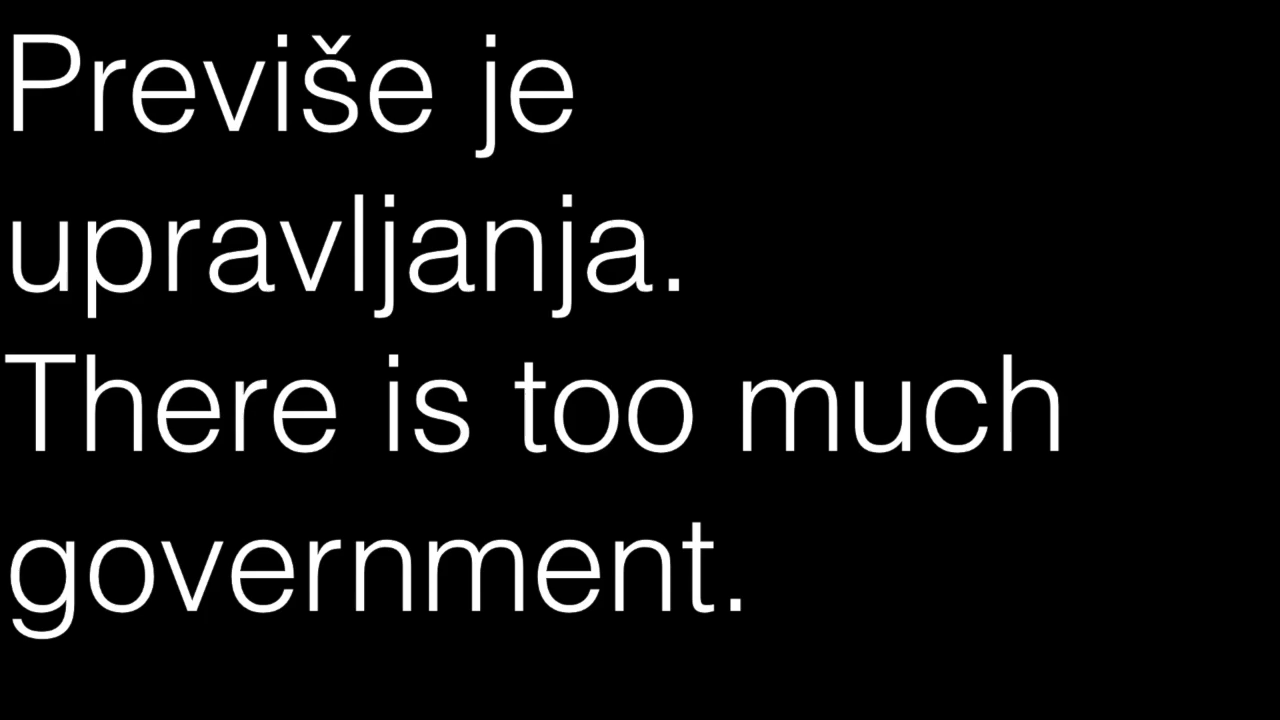 Previše je
upravljanja.
There is too much
government.